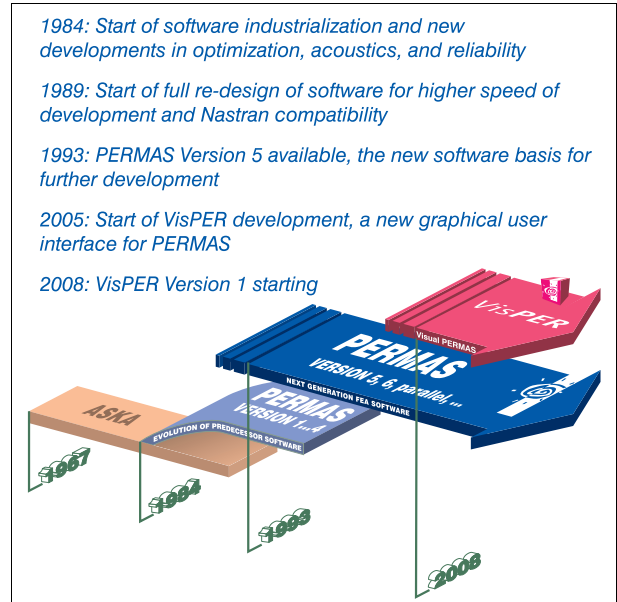 1984: Start of software industrialization and new
developments in optimization, acoustics, and reliability
1989: Start of full re-design of software for higher speed of
development and Nastran compatibility
1993: PERMAS Version 5 available, the new software basis for
further development
2005: Start of VisPER development, a new graphical user
interface for PERMAS
2008: VisPER Version 1 starting
VisPER
Visual PERMAS
PERMAS
VERSION 5, 6, parallel, ...
NEXT GENERATION FEA SOFTWARE
PERMAS
VERSION 1...4
EVOLUTION OF PREDECESSOR SOFTWARE
ASKA
1967
1984
1993
2008